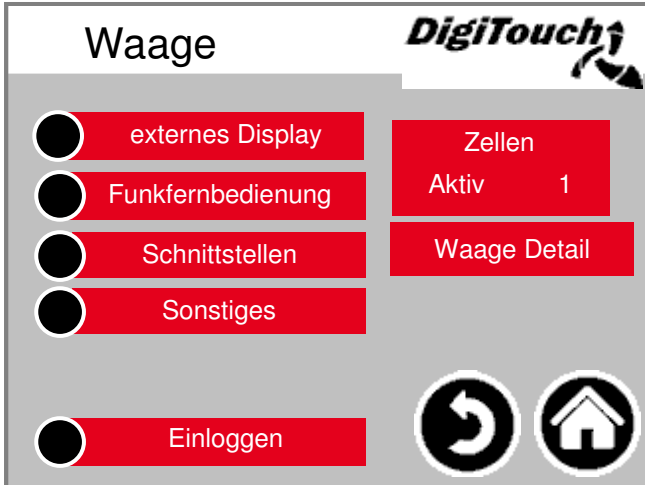 Waage
DigiTouch
externes Display
Funkfernbedienung
Schnittstellen
Sonstiges
Einloggen
Zellen
Aktiv 1
Waage Detail